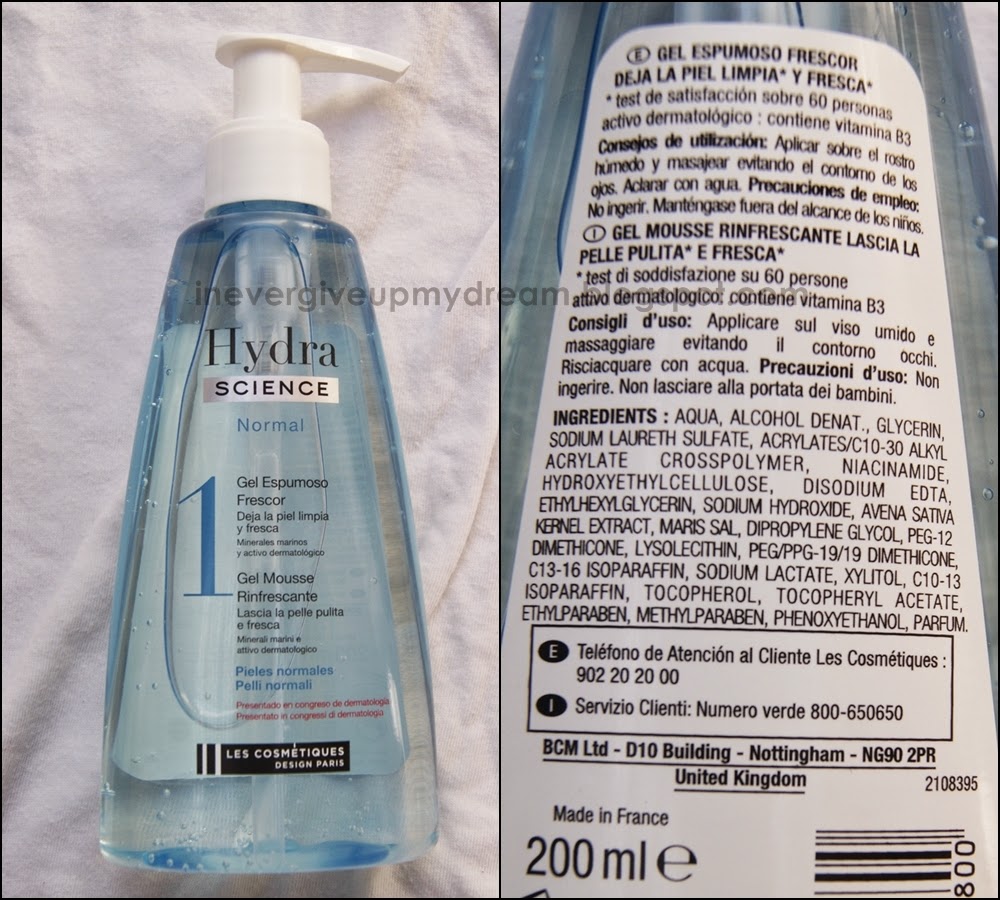 Hydra
SCIENCE
Normal
1
Gel Espumoso
Frescor
Deja la piel limpia
y fresca
Minerales marinos
y activo dermatológico
Gel Mousse
Rinfrescante
Lascia la pelle pulita
e fresca
Minerali marini e
attivo dermatologico
Pieles normales
Pelli normali
Presentado en congreso de dermatologia
Presentato in congressi di dermatologia
LES COSMÉTIQUES
DESIGN PARIS
inevergiveupmydream.blogspot.com
E GEL ESPUMOSO FRESCOR
DEJA LA PIEL LIMPIA* Y FRESCA*
* test de satisfacción sobre 60 personas
activo dermatológico : contiene vitamina B3
Consejos de utilización: Aplicar sobre el rostro
húmedo y masajear evitando el contorno de los
ojos. Aclarar con agua. Precauciones de empleo:
No ingerir. Manténgase fuera del alcance de los niños.
I GEL MOUSSE RINFRESCANTE LASCIA LA
PELLE PULITA* E FRESCA*
* test di soddisfazione su 60 persone
attivo dermatologico: contiene vitamina B3
Consigli d'uso: Applicare sul viso umido e
massaggiare evitando il contorno occhi.
Risciacquare con acqua. Precauzioni d'uso: Non
ingerire. Non lasciare alla portata dei bambini.
INGREDIENTS : AQUA, ALCOHOL DENAT., GLYCERIN,
SODIUM LAURETH SULFATE, ACRYLATES/C10-30 ALKYL
ACRYLATE CROSSPOLYMER, NIACINAMIDE,
HYDROXYETHYLCELLULOSE, DISODIUM EDTA,
ETHYLHEXYLGLYCERIN, SODIUM HYDROXIDE, AVENA SATIVA
KERNEL EXTRACT, MARIS SAL, DIPROPYLENE GLYCOL, PEG-12
DIMETHICONE, LYSOLECITHIN, PEG/PPG-19/19 DIMETHICONE,
C13-16 ISOPARAFFIN, SODIUM LACTATE, XYLITOL, C10-13
ISOPARAFFIN, TOCOPHEROL, TOCOPHERYL ACETATE,
ETHYLPARABEN, METHYLPARABEN, PHENOXYETHANOL, PARFUM.
E Teléfono de Atención al Cliente Les Cosmétiques :
902 20 20 00
I Servizio Clienti: Numero verde 800-650650
BCM Ltd - D10 Building - Nottingham - NG90 2PR
United Kingdom
2108395
Made in France
200 ml e
800